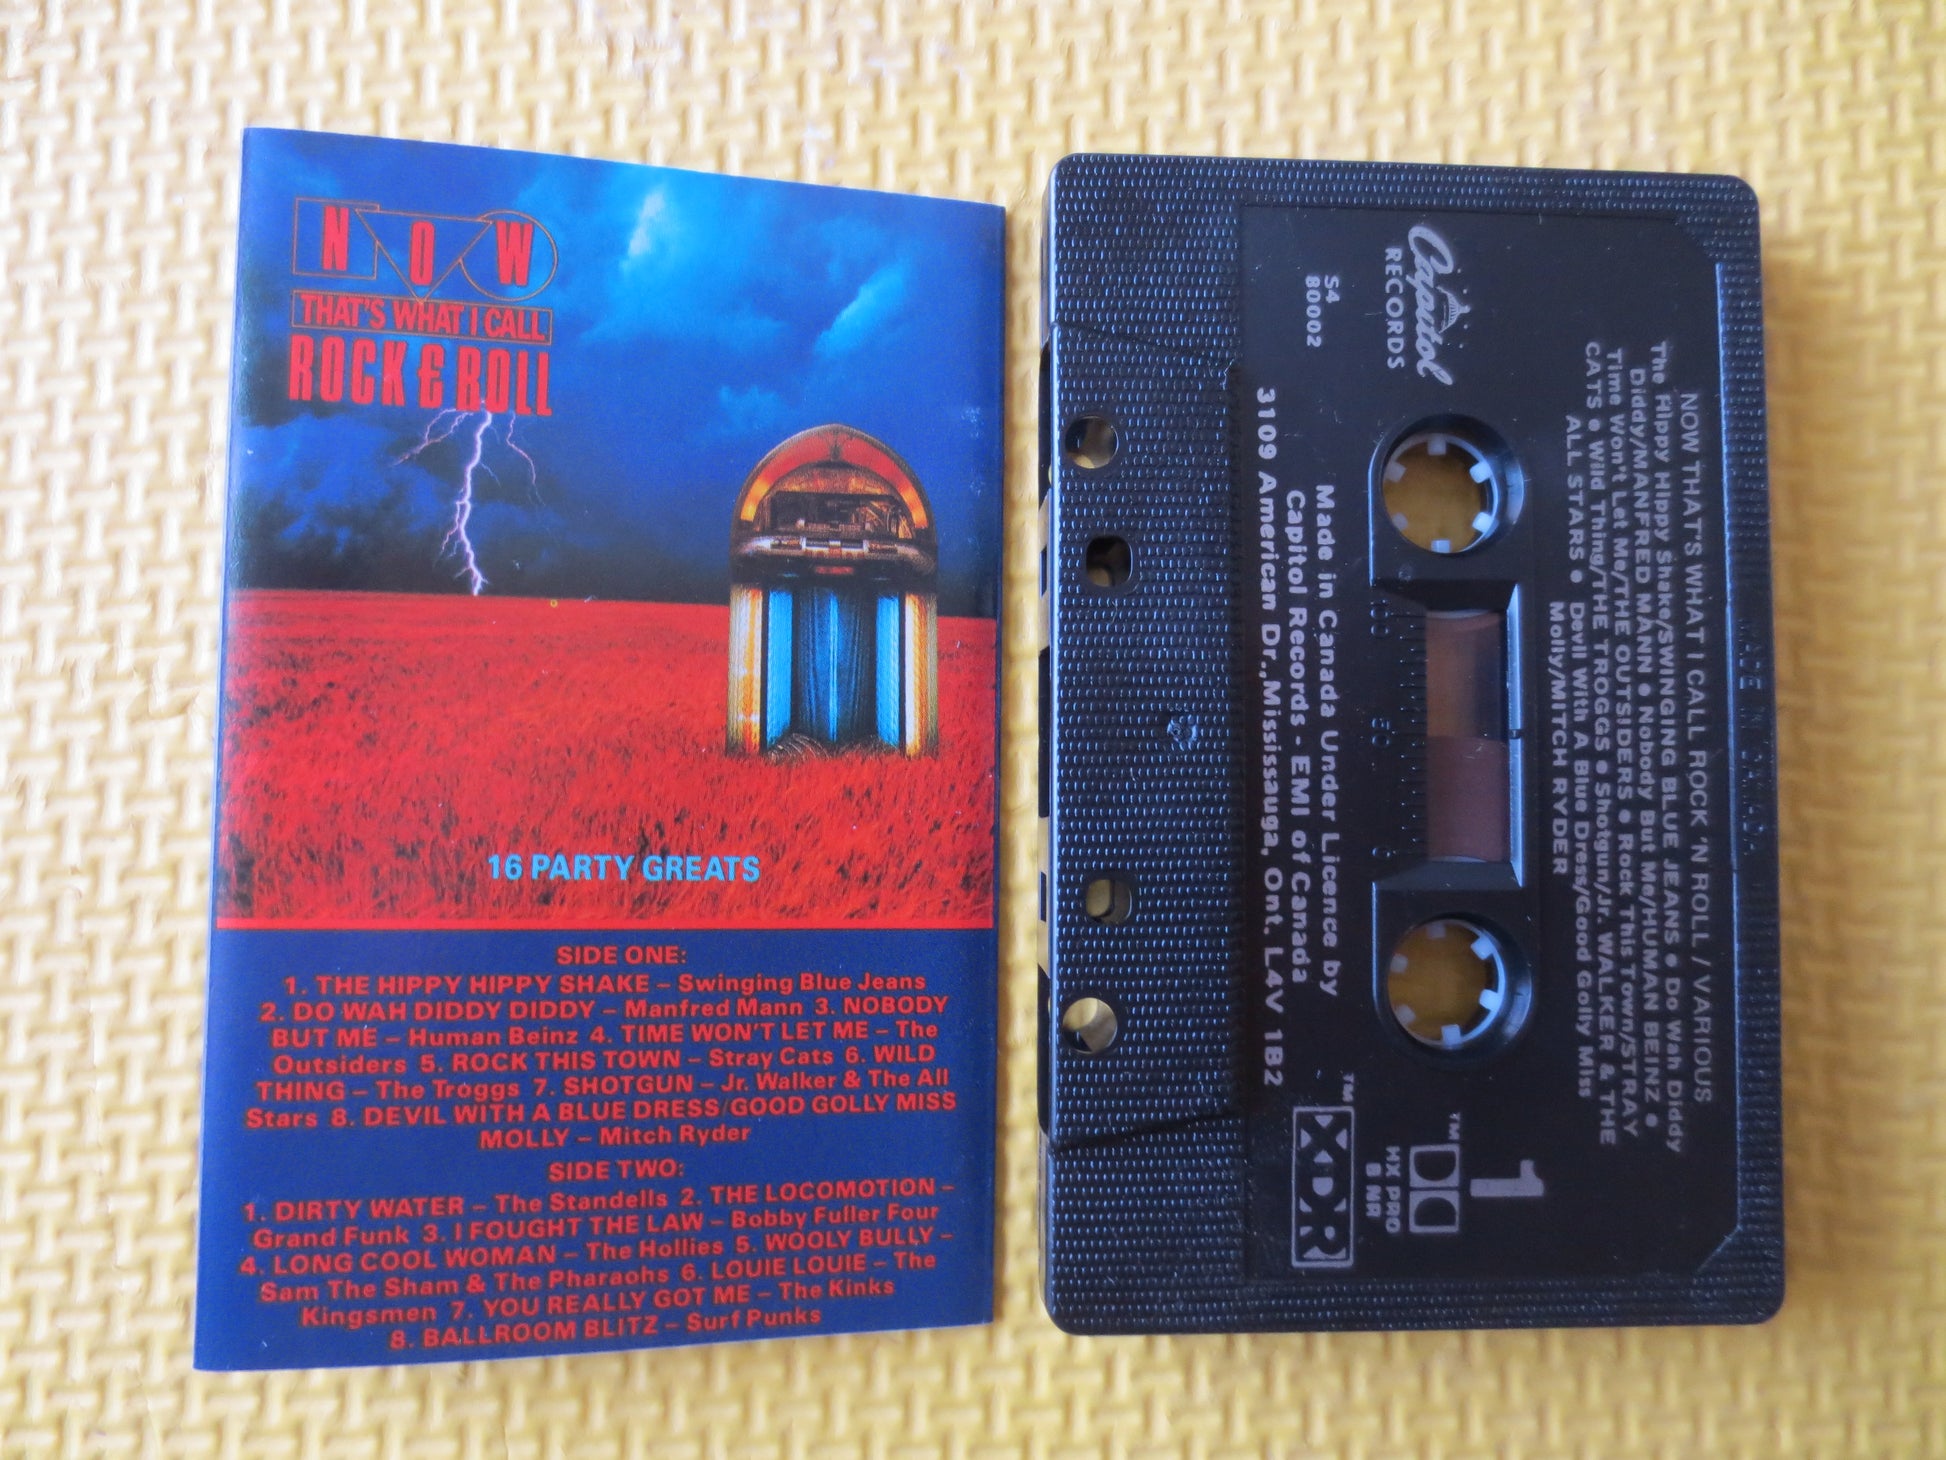 NOW
THAT'S WHAT I CALL
ROCK & ROLL
16 PARTY GREATS
SIDE ONE:
1. THE HIPPY HIPPY SHAKE – Swinging Blue Jeans
2. DO WAH DIDDY DIDDY – Manfred Mann 3. NOBODY
BUT ME – Human Beinz 4. TIME WON'T LET ME – The
Outsiders 5. ROCK THIS TOWN – Stray Cats 6. WILD
THING – The Troggs 7. SHOTGUN – Jr. Walker & The All
Stars 8. DEVIL WITH A BLUE DRESS/GOOD GOLLY MISS
MOLLY – Mitch Ryder
SIDE TWO:
1. DIRTY WATER – The Standells 2. THE LOCOMOTION –
Grand Funk 3. I FOUGHT THE LAW – Bobby Fuller Four
4. LONG COOL WOMAN – The Hollies 5. WOOLY BULLY –
Sam The Sham & The Pharaohs 6. LOUIE LOUIE – The
Kingsmen 7. YOU REALLY GOT ME – The Kinks
8. BALLROOM BLITZ – Surf Punks
MADE IN CANADA
NOW THAT'S WHAT I CALL ROCK 'N ROLL / VARIOUS
The Hippy Hippy Shake/SWINGING BLUE JEANS • Do Wah Diddy
Diddy/MANFRED MANN • Nobody But Me/HUMAN BEINZ •
Time Won't Let Me/THE OUTSIDERS • Rock This Town/STRAY
CATS • Wild Thing/THE TROGGS • Shotgun/Jr. WALKER & THE
ALL STARS • Devil With A Blue Dress/Good Golly Miss
Molly/MITCH RYDER
Capitol
RECORDS
1
S4
80002
100
50
0
DD™
HX PRO
B NR
XDR™
Made in Canada Under Licence by
Capitol Records - EMI of Canada
3109 American Dr., Mississauga, Ont. L4V 1B2